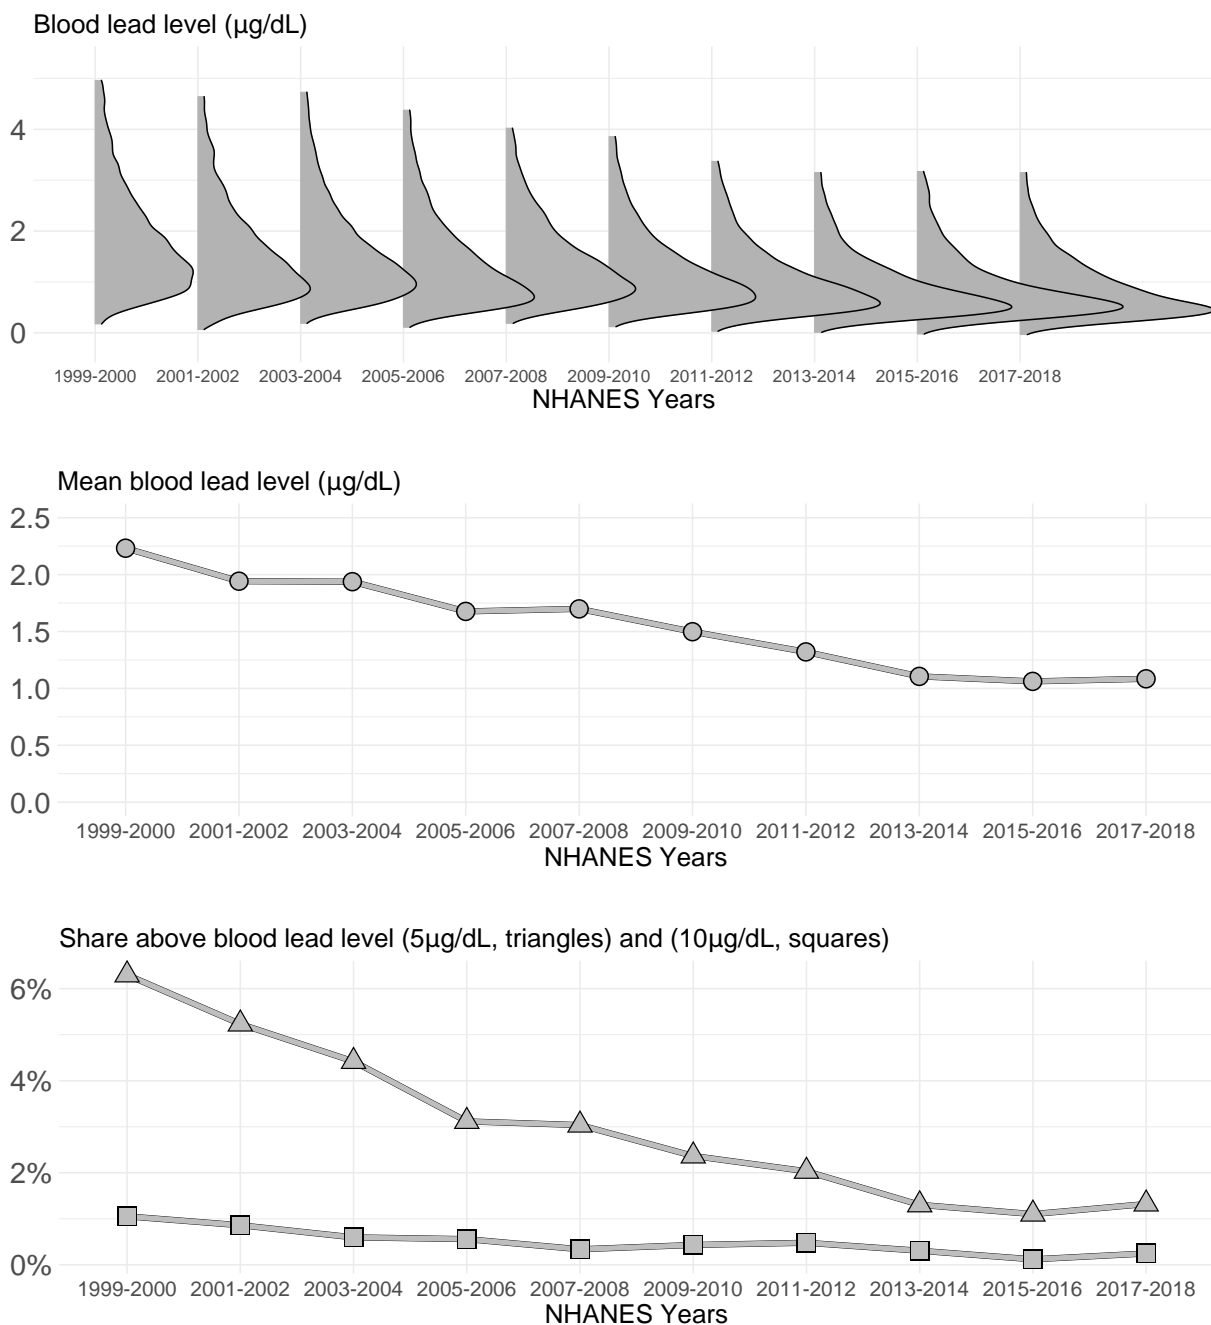 Blood lead level (µg/dL)
4
2
0
1999-2000 2001-2002 2003-2004 2005-2006 2007-2008 2009-2010 2011-2012 2013-2014 2015-2016 2017-2018
NHANES Years
Mean blood lead level (µg/dL)
2.5
2.0
1.5
1.0
0.5
0.0
1999-2000 2001-2002 2003-2004 2005-2006 2007-2008 2009-2010 2011-2012 2013-2014 2015-2016 2017-2018
NHANES Years
Share above blood lead level (5µg/dL, triangles) and (10µg/dL, squares)
6%
4%
2%
0%
1999-2000 2001-2002 2003-2004 2005-2006 2007-2008 2009-2010 2011-2012 2013-2014 2015-2016 2017-2018
NHANES Years